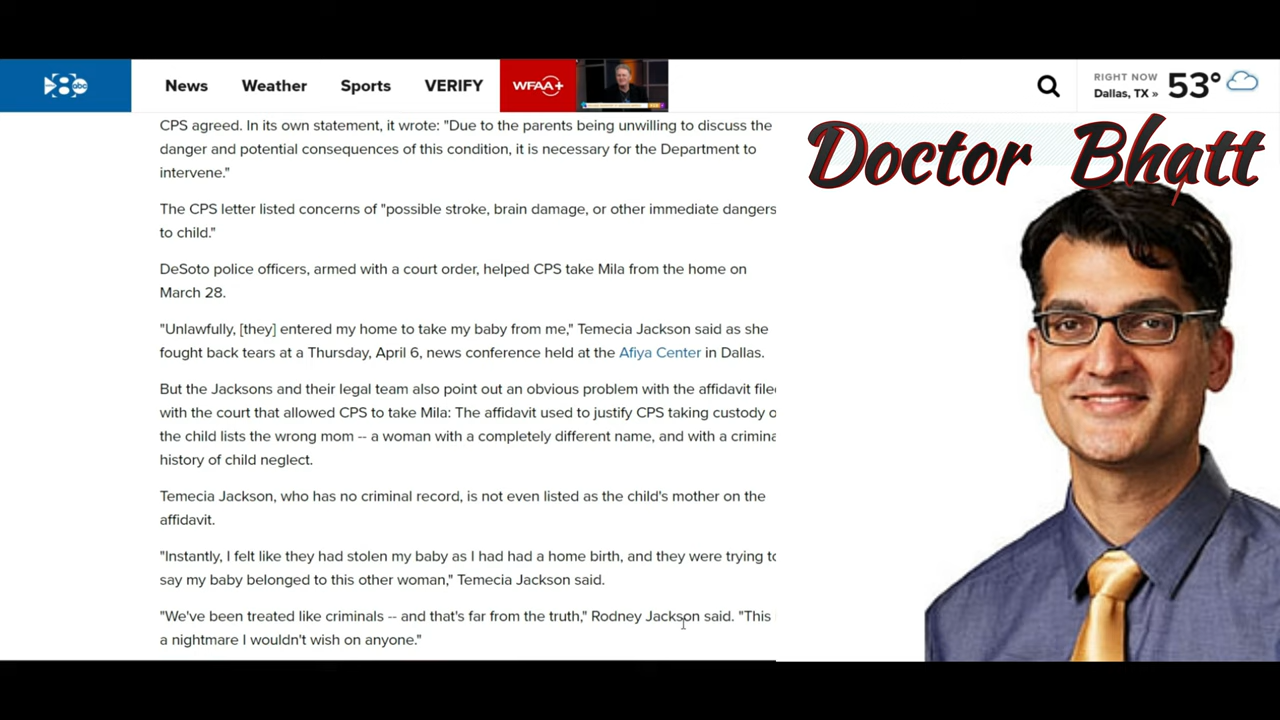 8 abc
News
Weather
Sports
VERIFY
WFAA+
RIGHT NOW
Dallas, TX »
53°
Doctor Bhatt
CPS agreed. In its own statement, it wrote: "Due to the parents being unwilling to discuss the
danger and potential consequences of this condition, it is necessary for the Department to
intervene."
The CPS letter listed concerns of "possible stroke, brain damage, or other immediate dangers
to child."
DeSoto police officers, armed with a court order, helped CPS take Mila from the home on
March 28.
"Unlawfully, [they] entered my home to take my baby from me," Temecia Jackson said as she
fought back tears at a Thursday, April 6, news conference held at the Afiya Center in Dallas.
But the Jacksons and their legal team also point out an obvious problem with the affidavit file
with the court that allowed CPS to take Mila: The affidavit used to justify CPS taking custody o
the child lists the wrong mom -- a woman with a completely different name, and with a crimina
history of child neglect.
Temecia Jackson, who has no criminal record, is not even listed as the child's mother on the
affidavit.
"Instantly, I felt like they had stolen my baby as I had had a home birth, and they were trying to
say my baby belonged to this other woman," Temecia Jackson said.
"We've been treated like criminals -- and that's far from the truth," Rodney Jackson said. "This
a nightmare I wouldn't wish on anyone."